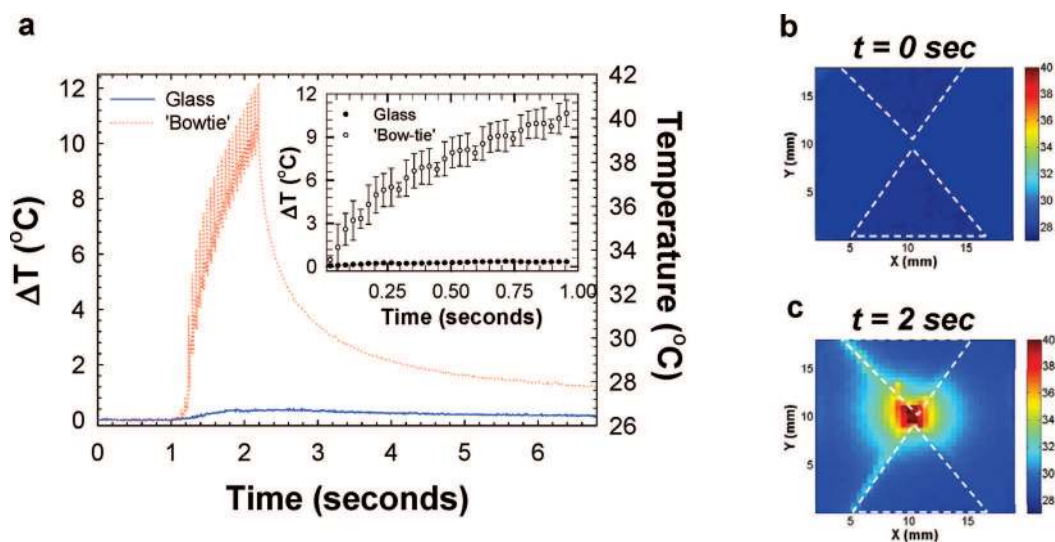 a
12
10
8
6
4
2
0
ΔT (°C)
Glass
'Bowtie'
0 1 2 3 4 5 6
Time (seconds)
42
40
38
36
34
32
30
28
26
Temperature (°C)
12
9
6
3
0
ΔT (°C)
Glass
'Bow-tie'
0.25 0.50 0.75 1.00
Time (seconds)
b
t = 0 sec
15
10
5
Y (mm)
5 10 15
X (mm)
40
38
36
34
32
30
28
c
t = 2 sec
15
10
5
Y (mm)
5 10 15
X (mm)
40
38
36
34
32
30
28